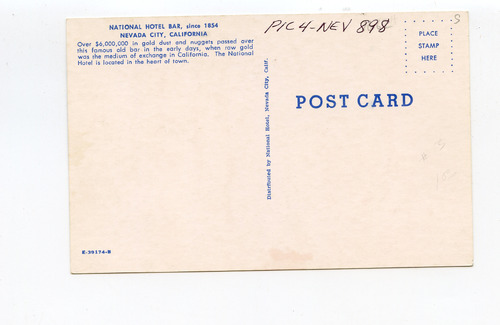 NATIONAL HOTEL BAR, since 1854
NEVADA CITY, CALIFORNIA
Over $6,000,000 in gold dust and nuggets passed over
this famous old bar in the early days, when raw gold
was the medium of exchange in California. The National
Hotel is located in the heart of town.
PIC 4-NEV 898
S
PLACE
STAMP
HERE
Distributed by National Hotel, Nevada City, Calif.
POST CARD
E-39174-B